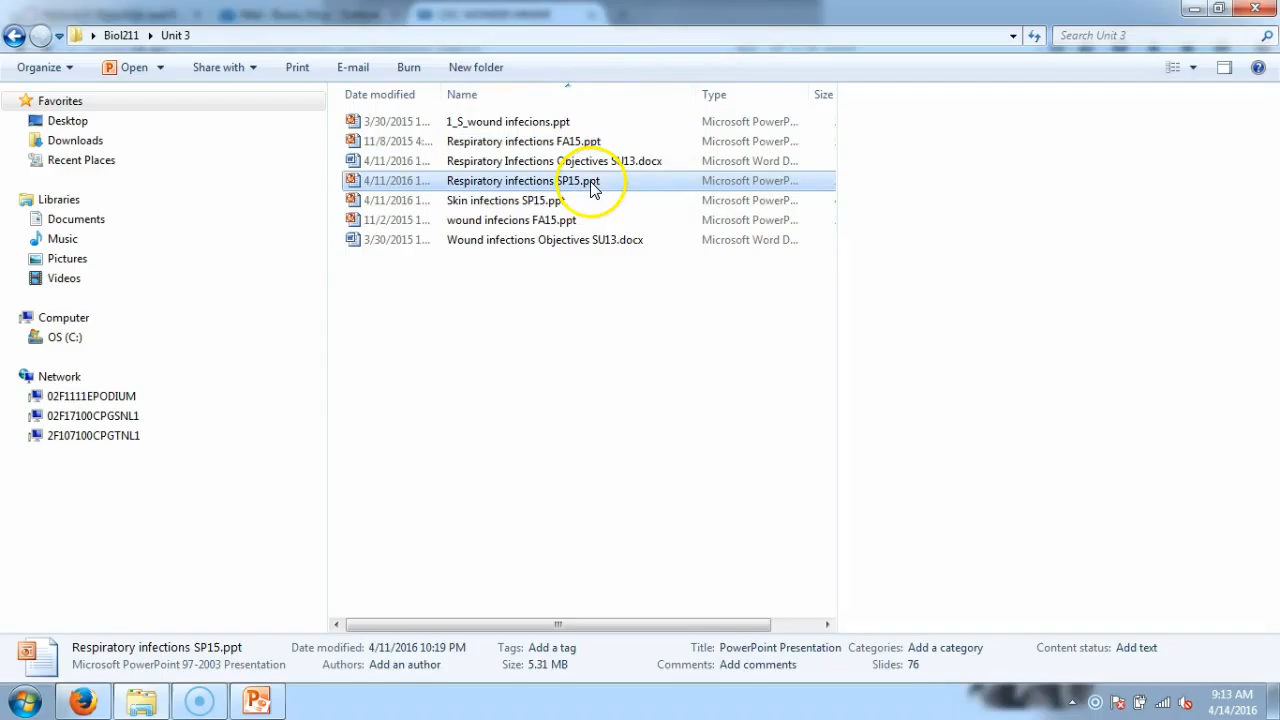 Biol211 Unit 3 Search Unit 3
Organize Open Share with Print E-mail Burn New folder
Favorites
Desktop
Downloads
Recent Places
Libraries
Documents
Music
Pictures
Videos
Computer
OS (C:)
Network
02F1111EPODIUM
02F17100CPGSNL1
2F107100CPGTNL1
Date modified Name Type Size
3/30/2015 1... 1_S_wound infecions.ppt Microsoft PowerP...
11/8/2015 4:... Respiratory infections FA15.ppt Microsoft PowerP...
4/11/2016 1... Respiratory Infections Objectives SU13.docx Microsoft Word D...
4/11/2016 1... Respiratory infections SP15.ppt Microsoft PowerP...
4/11/2016 1... Skin infections SP15.ppt Microsoft PowerP...
11/2/2015 1... wound infecions FA15.ppt Microsoft PowerP...
3/30/2015 1... Wound infections Objectives SU13.docx Microsoft Word D...
Respiratory infections SP15.ppt Date modified: 4/11/2016 10:19 PM Tags: Add a tag Title: PowerPoint Presentation Categories: Add a category Content status: Add text
Microsoft PowerPoint 97-2003 Presentation Authors: Add an author Size: 5.31 MB Comments: Add comments Slides: 76
9:13 AM
4/14/2016